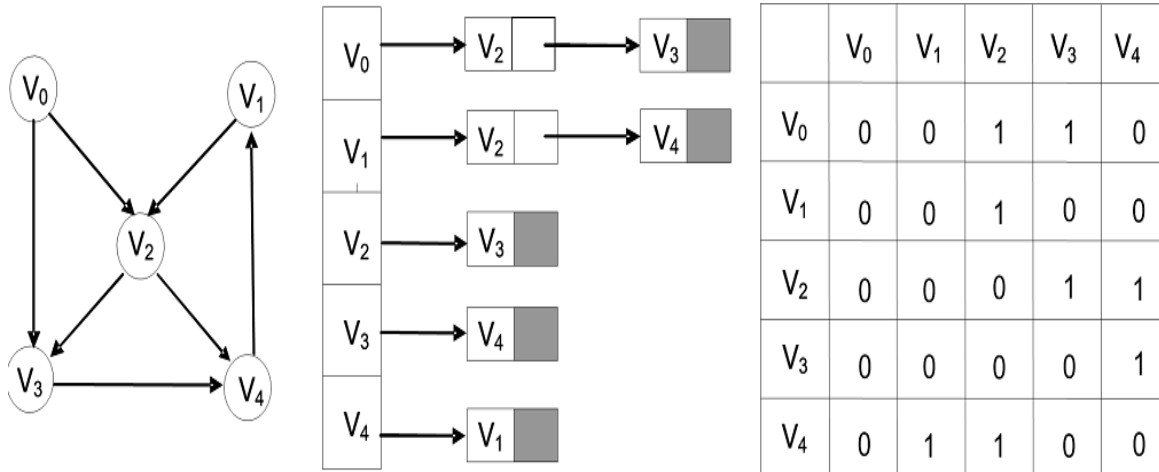 V₀ V₁
V₂
V₃ V₄
V₀ V₂ V₃
V₁ V₂ V₄
V₂ V₃
V₃ V₄
V₄ V₁
V₀ V₁ V₂ V₃ V₄
V₀ 0 0 1 1 0
V₁ 0 0 1 0 0
V₂ 0 0 0 1 1
V₃ 0 0 0 0 1
V₄ 0 1 1 0 0